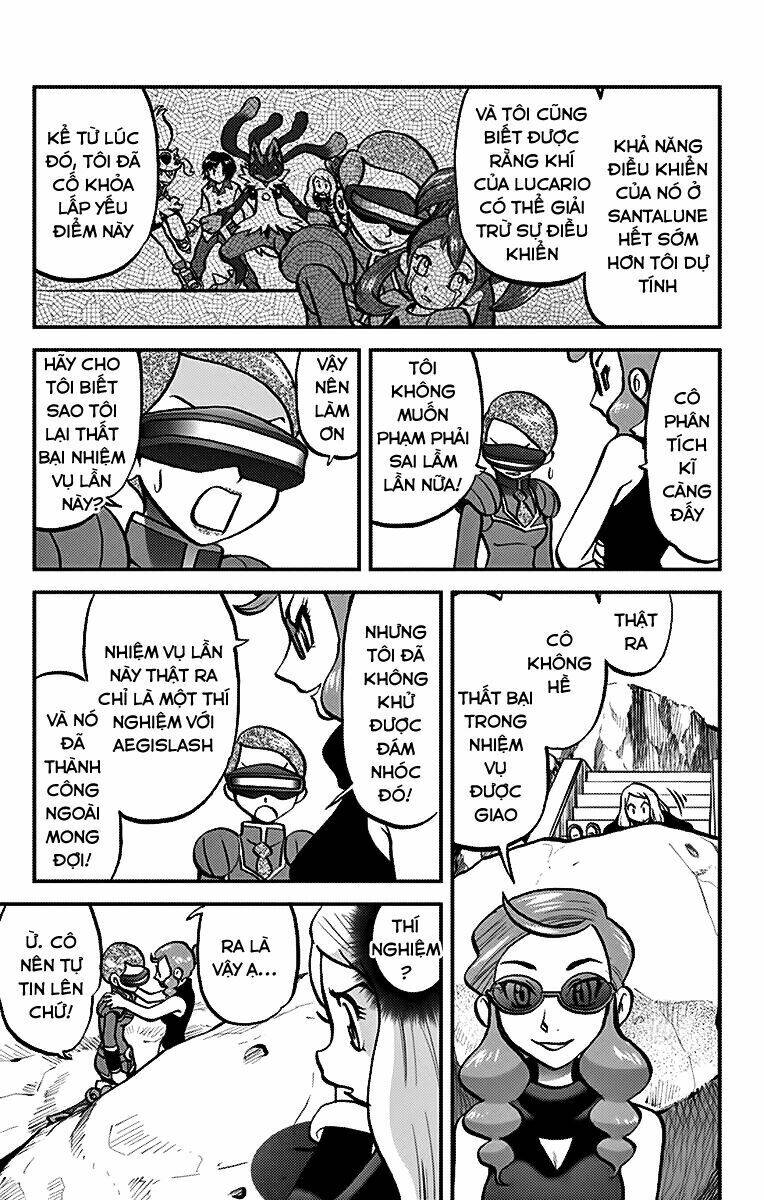 KHẢ NĂNG
ĐIỀU KHIỂN
CỦA NÓ Ở
SANTALUNE
HẾT SỚM
HƠN TÔI DỰ
TÍNH
VÀ TÔI CŨNG
BIẾT ĐƯỢC
RẰNG KHÍ
CỦA LUCARIO
CÓ THỂ GIẢI
TRỪ SỰ ĐIỀU
KHIỂN
KỂ TỪ LÚC
ĐÓ, TÔI ĐÃ
CỐ KHỎA
LẤP YẾU
ĐIỂM NÀY
CÔ
PHÂN
TÍCH KĨ
CÀNG
ĐẤY
TÔI
KHÔNG
MUỐN
PHẠM PHẢI
SAI LẦM
LẦN NỮA!
VẬY
NÊN
LÀM
ƠN
HÃY CHO
TÔI BIẾT
SAO TÔI
LẠI THẤT
BẠI NHIỆM
VỤ LẦN
NÀY?
THẬT
RA
CÔ
KHÔNG
HỀ
THẤT BẠI
TRONG
NHIỆM
VỤ ĐƯỢC
GIAO
NHƯNG
TÔI ĐÃ
KHÔNG
KHỬ
ĐƯỢC
ĐÁM
NHÓC
ĐÓ!
NHIỆM VỤ LẦN
NÀY THẬT RA
CHỈ LÀ MỘT THÍ
NGHIỆM VỚI
AEGISLASH
VÀ NÓ
ĐÃ
THÀNH
CÔNG
NGOÀI
MONG
ĐỢI!
THÍ
NGHIỆM
?
RA LÀ
VẬY Ạ...
Ừ. CÔ
NÊN TỰ
TIN LÊN
CHỨ!